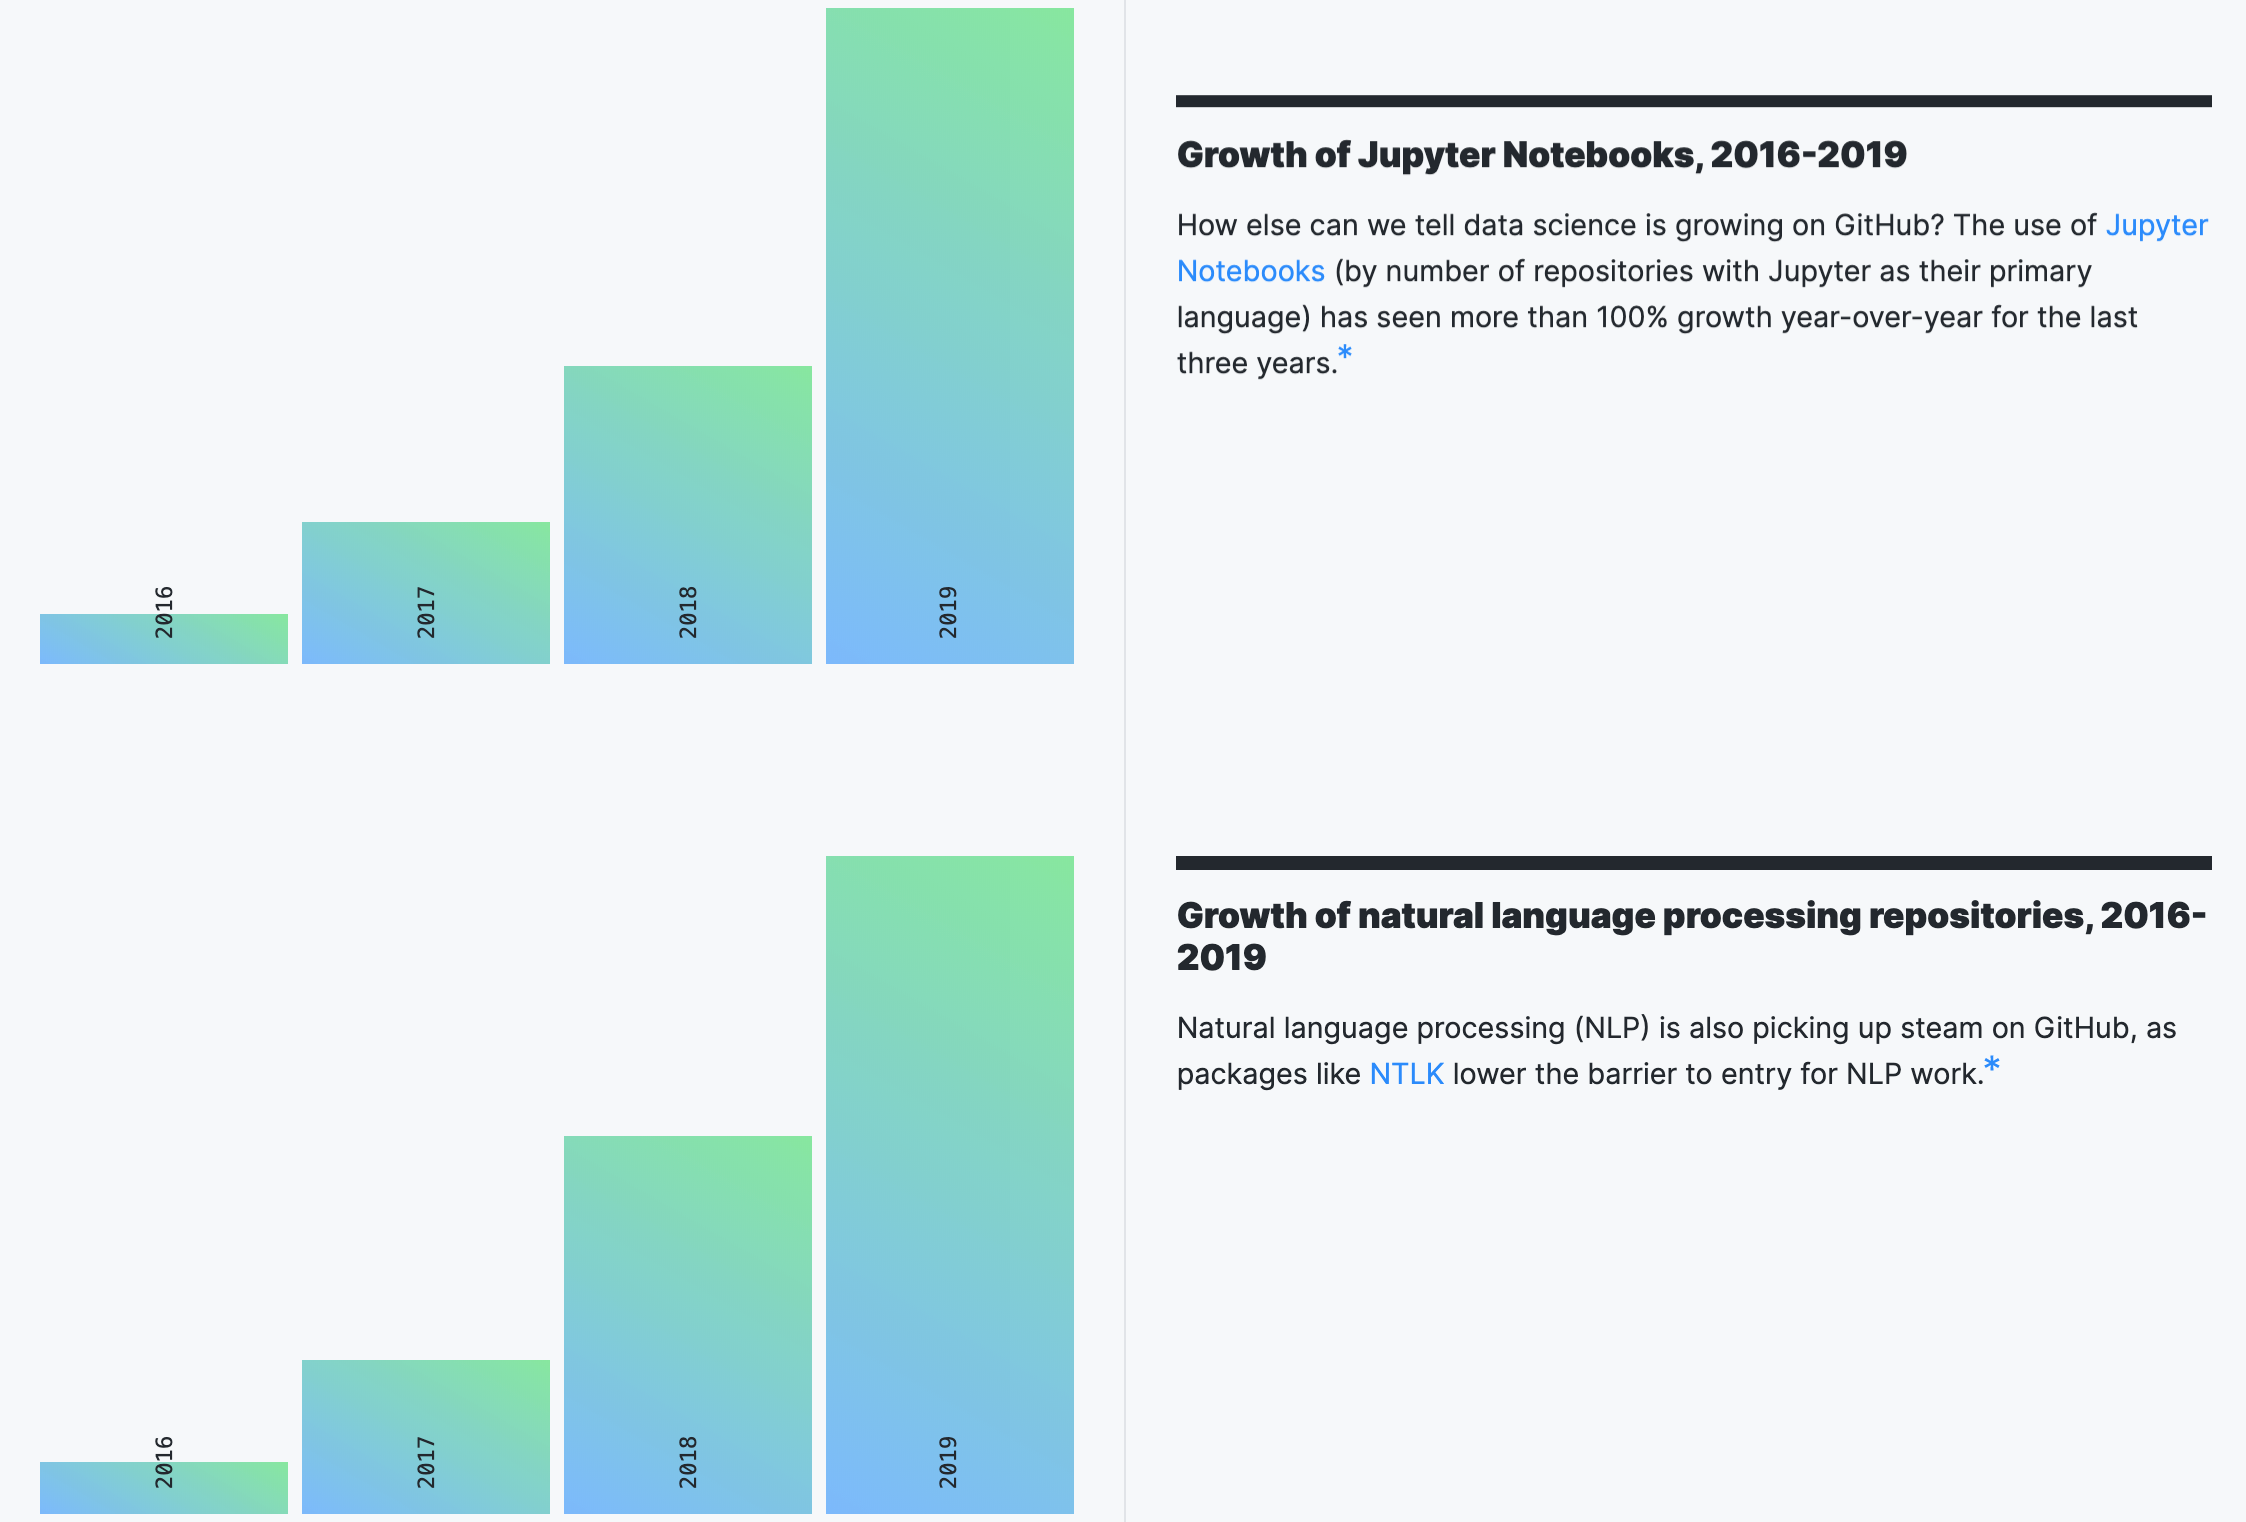 2016
2017
2018
2019
Growth of Jupyter Notebooks, 2016-2019
How else can we tell data science is growing on GitHub? The use of Jupyter
Notebooks (by number of repositories with Jupyter as their primary
language) has seen more than 100% growth year-over-year for the last
three years.*
2016
2017
2018
2019
Growth of natural language processing repositories, 2016-
2019
Natural language processing (NLP) is also picking up steam on GitHub, as
packages like NTLK lower the barrier to entry for NLP work.*